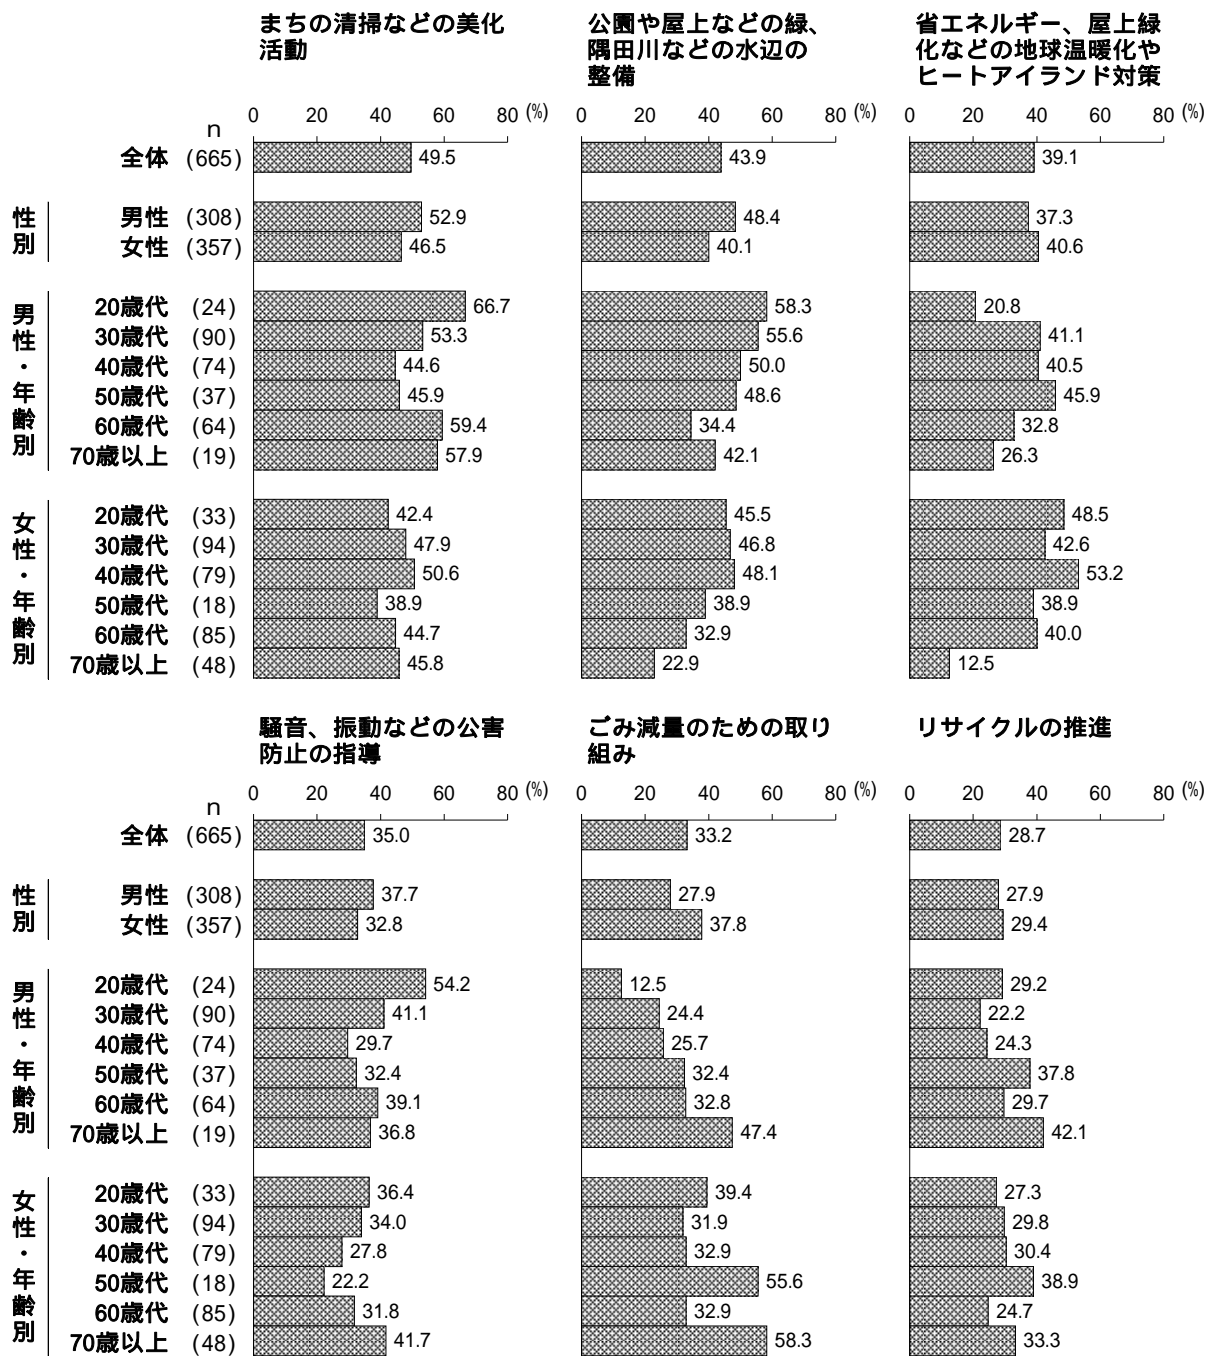 まちの清掃などの美化
活動
公園や屋上などの緑、
隅田川などの水辺の
整備
省エネルギー、屋上緑
化などの地球温暖化や
ヒートアイランド対策
n 0 20 40 60 80 (%) 0 20 40 60 80 (%) 0 20 40 60 80 (%)
全体 (665) 49.5 43.9 39.1
性別
男性 (308) 52.9 48.4 37.3
女性 (357) 46.5 40.1 40.6
男性・年齢別
20歳代 (24) 66.7 58.3 20.8
30歳代 (90) 53.3 55.6 41.1
40歳代 (74) 44.6 50.0 40.5
50歳代 (37) 45.9 48.6 45.9
60歳代 (64) 59.4 34.4 32.8
70歳以上 (19) 57.9 42.1 26.3
女性・年齢別
20歳代 (33) 42.4 45.5 48.5
30歳代 (94) 47.9 46.8 42.6
40歳代 (79) 50.6 48.1 53.2
50歳代 (18) 38.9 38.9 38.9
60歳代 (85) 44.7 32.9 40.0
70歳以上 (48) 45.8 22.9 12.5
騒音、振動などの公害
防止の指導
ごみ減量のための取り
組み
リサイクルの推進
n 0 20 40 60 80 (%) 0 20 40 60 80 (%) 0 20 40 60 80 (%)
全体 (665) 35.0 33.2 28.7
性別
男性 (308) 37.7 27.9 27.9
女性 (357) 32.8 37.8 29.4
男性・年齢別
20歳代 (24) 54.2 12.5 29.2
30歳代 (90) 41.1 24.4 22.2
40歳代 (74) 29.7 25.7 24.3
50歳代 (37) 32.4 32.4 37.8
60歳代 (64) 39.1 32.8 29.7
70歳以上 (19) 36.8 47.4 42.1
女性・年齢別
20歳代 (33) 36.4 39.4 27.3
30歳代 (94) 34.0 31.9 29.8
40歳代 (79) 27.8 32.9 30.4
50歳代 (18) 22.2 55.6 38.9
60歳代 (85) 31.8 32.9 24.7
70歳以上 (48) 41.7 58.3 33.3